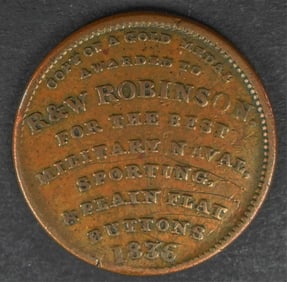 COPY OF A GOLD MEDAL
AWARDED TO
R&W ROBINSON
FOR THE BEST
MILITARY, NAVAL,
SPORTING,
& PLAIN FLAT
BUTTONS
1836